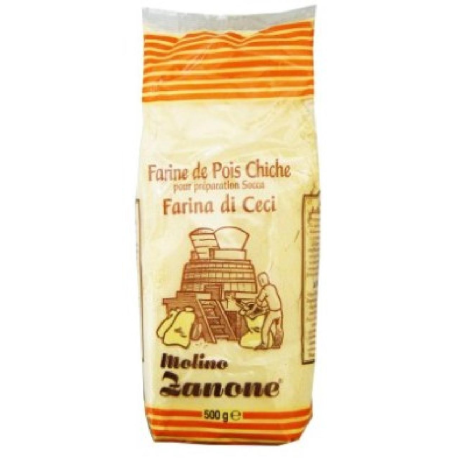 Farine de Pois Chiche
pour préparation Socca
Farina di Ceci
Molino
Zanone®
500 g ℮